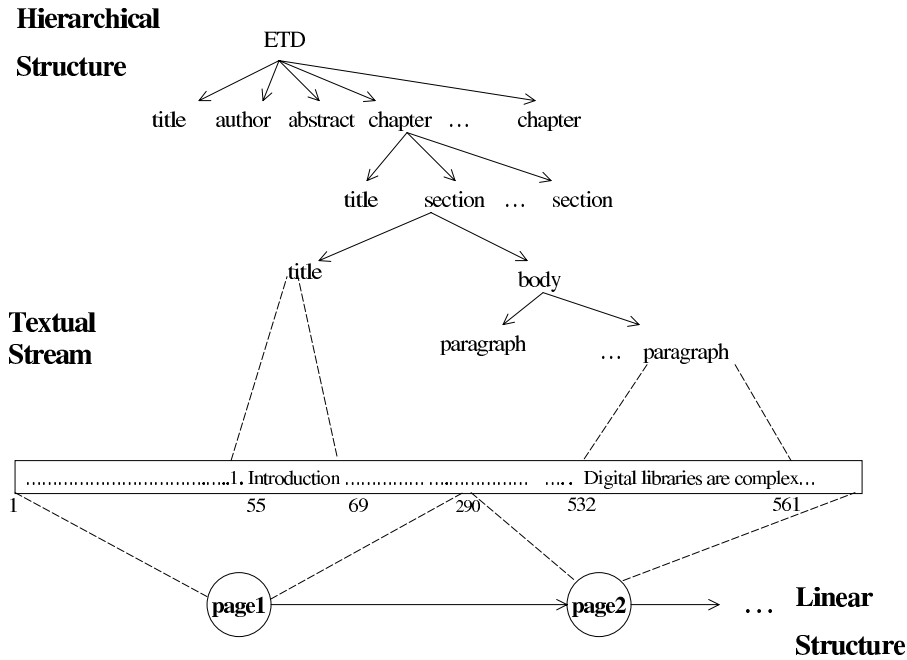 Hierarchical
Structure
ETD
title author abstract chapter … chapter
title section … section
title
body
Textual
Stream
paragraph … paragraph
..........................................1. Introduction .............. .................. ..... . Digital libraries are complex…
1 55 69 290 532 561
page1 page2 … Linear
Structure